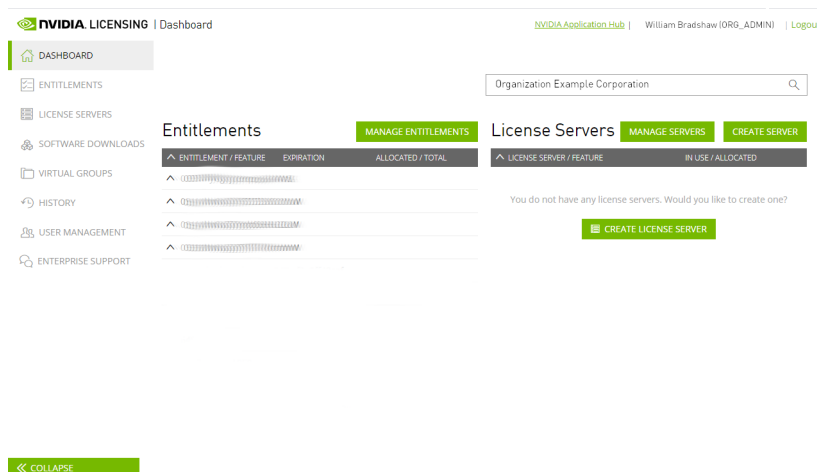 NVIDIA. LICENSING | Dashboard
NVIDIA Application Hub | William Bradshaw (ORG_ADMIN) | Logou
DASHBOARD
ENTITLEMENTS
LICENSE SERVERS
SOFTWARE DOWNLOADS
VIRTUAL GROUPS
HISTORY
USER MANAGEMENT
ENTERPRISE SUPPORT
COLLAPSE
Organization Example Corporation
Entitlements
MANAGE ENTITLEMENTS
ENTITLEMENT / FEATURE EXPIRATION ALLOCATED / TOTAL
License Servers
MANAGE SERVERS
CREATE SERVER
LICENSE SERVER / FEATURE IN USE / ALLOCATED
You do not have any license servers. Would you like to create one?
CREATE LICENSE SERVER